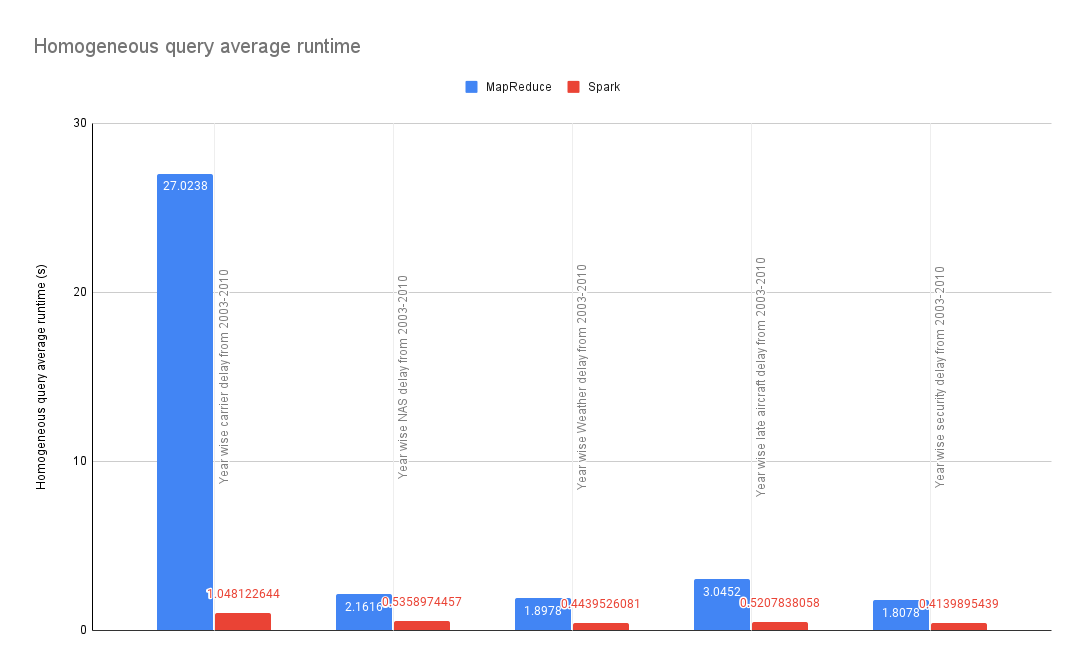 Homogeneous query average runtime
MapReduce
Spark
Homogeneous query average runtime (s)
30
20
10
0
27.0238
1.048122644
Year wise carrier delay from 2003-2010
2.1616
0.5358974457
Year wise NAS delay from 2003-2010
1.8978
0.4439526081
Year wise Weather delay from 2003-2010
3.0452
0.5207838058
Year wise late aircraft delay from 2003-2010
1.8078
0.4139895439
Year wise security delay from 2003-2010